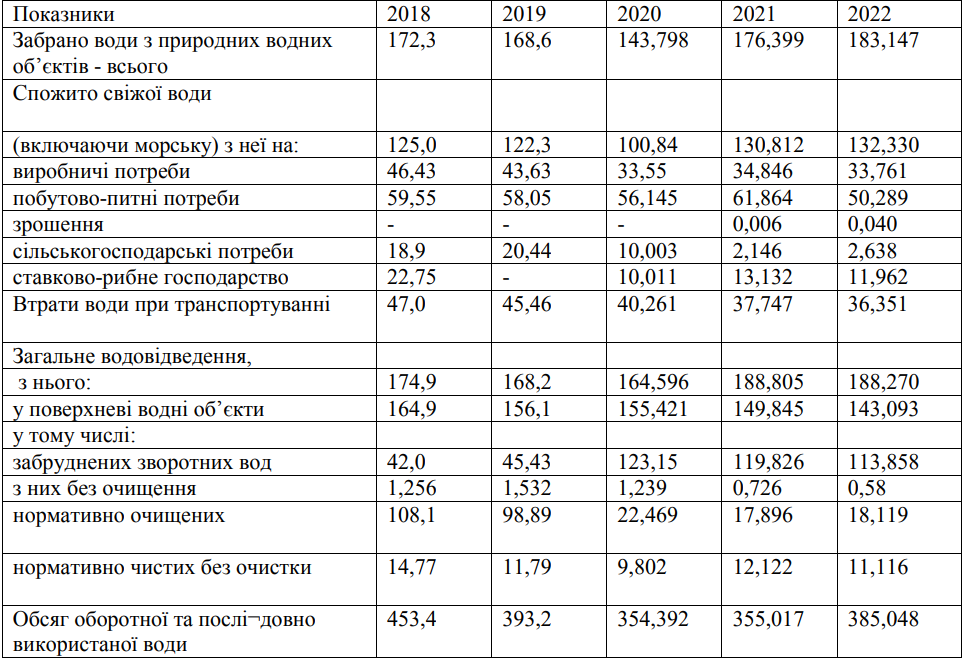 Показники 2018 2019 2020 2021 2022
Забрано води з природних водних 172,3 168,6 143,798 176,399 183,147
об’єктів - всього
Спожито свіжої води
(включаючи морську) з неї на: 125,0 122,3 100,84 130,812 132,330
виробничі потреби 46,43 43,63 33,55 34,846 33,761
побутово-питні потреби 59,55 58,05 56,145 61,864 50,289
зрошення - - - 0,006 0,040
сільськогосподарські потреби 18,9 20,44 10,003 2,146 2,638
ставково-рибне господарство 22,75 - 10,011 13,132 11,962
Втрати води при транспортуванні 47,0 45,46 40,261 37,747 36,351
Загальне водовідведення,
з нього: 174,9 168,2 164,596 188,805 188,270
у поверхневі водні об’єкти 164,9 156,1 155,421 149,845 143,093
у тому числі:
забруднених зворотних вод 42,0 45,43 123,15 119,826 113,858
з них без очищення 1,256 1,532 1,239 0,726 0,58
нормативно очищених 108,1 98,89 22,469 17,896 18,119
нормативно чистих без очистки 14,77 11,79 9,802 12,122 11,116
Обсяг оборотної та послі¬довно 453,4 393,2 354,392 355,017 385,048
використаної води